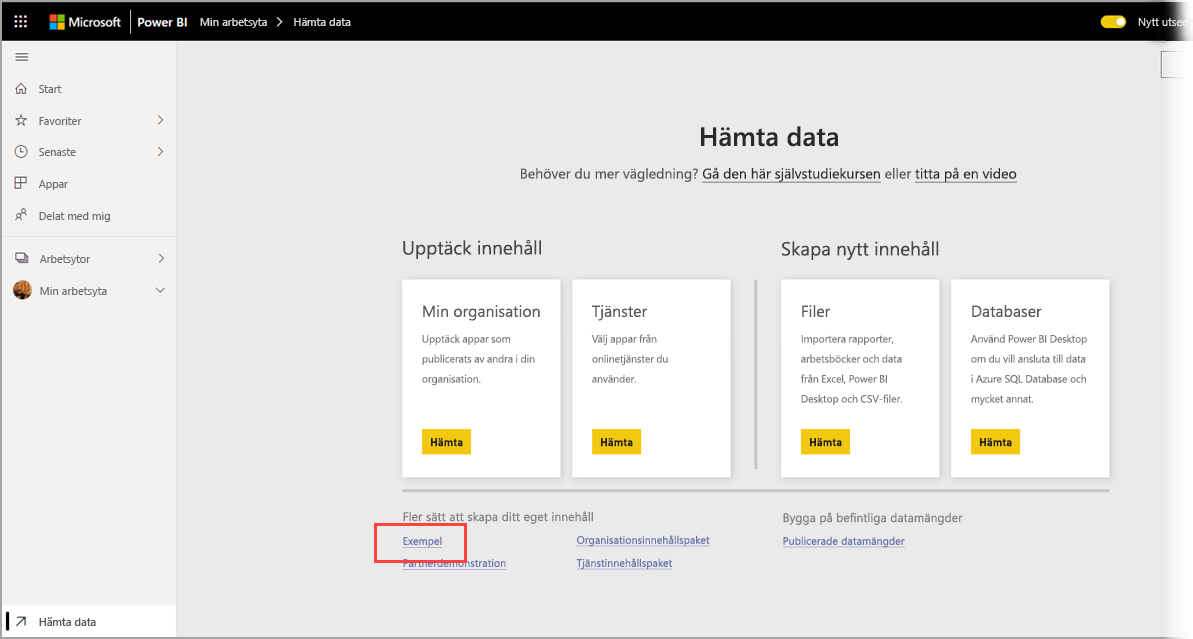 Microsoft Power BI Min arbetsyta Hämta data Nytt
Start
Favoriter
Senaste
Appar
Delat med mig
Arbetsytor
Min arbetsyta
Hämta data
Hämta data
Behöver du mer vägledning? Gå den här självstudiekursen eller titta på en video
Upptäck innehåll
Min organisation
Upptäck appar som
publicerats av andra i din
organisation.
Hämta
Tjänster
Välj appar från
onlinetjänster du
använder.
Hämta
Skapa nytt innehåll
Filer
Importera rapporter,
arbetsböcker och data
från Excel, Power BI
Desktop och CSV-filer.
Hämta
Databaser
Använd Power BI Desktop
om du vill ansluta till data
i Azure SQL Database och
mycket annat.
Hämta
Fler sätt att skapa ditt eget innehåll
Exempel
Organisationsinnehållspaket
Partnerdemonstration
Tjänstinnehållspaket
Bygga på befintliga datamängder
Publicerade datamängder